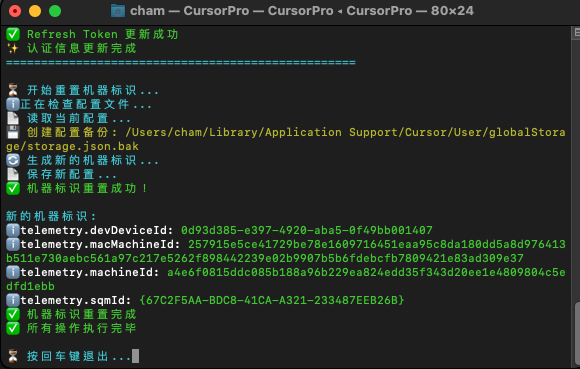 cham — CursorPro — CursorPro ◂ CursorPro — 80×24
✅ Refresh Token 更新成功
✨ 认证信息更新完成
==================================================
⏳ 开始重置机器标识...
ℹ️正在检查配置文件...
📄 读取当前配置...
💾 创建配置备份: /Users/cham/Library/Application Support/Cursor/User/globalStora
ge/storage.json.bak
🔄 生成新的机器标识...
📄 保存新配置...
✅ 机器标识重置成功！
新的机器标识:
ℹ️telemetry.devDeviceId: 0d93d385-e397-4920-aba5-0f49bb001407
ℹ️telemetry.macMachineId: 257915e5ce41729be78e1609716451eaa95c8da180dd5a8d976413
b511e730aebc561a97c217e5262f898442239e02b9907b5b6fdebcfb7809421e83ad309e37
ℹ️telemetry.machineId: a4e6f0815ddc085b188a96b229ea824edd35f343d20ee1e4809804c5e
dfd1ebb
ℹ️telemetry.sqmId: {67C2F5AA-BDC8-41CA-A321-233487EEB26B}
✅ 机器标识重置完成
✅ 所有操作执行完毕
⏳ 按回车键退出...